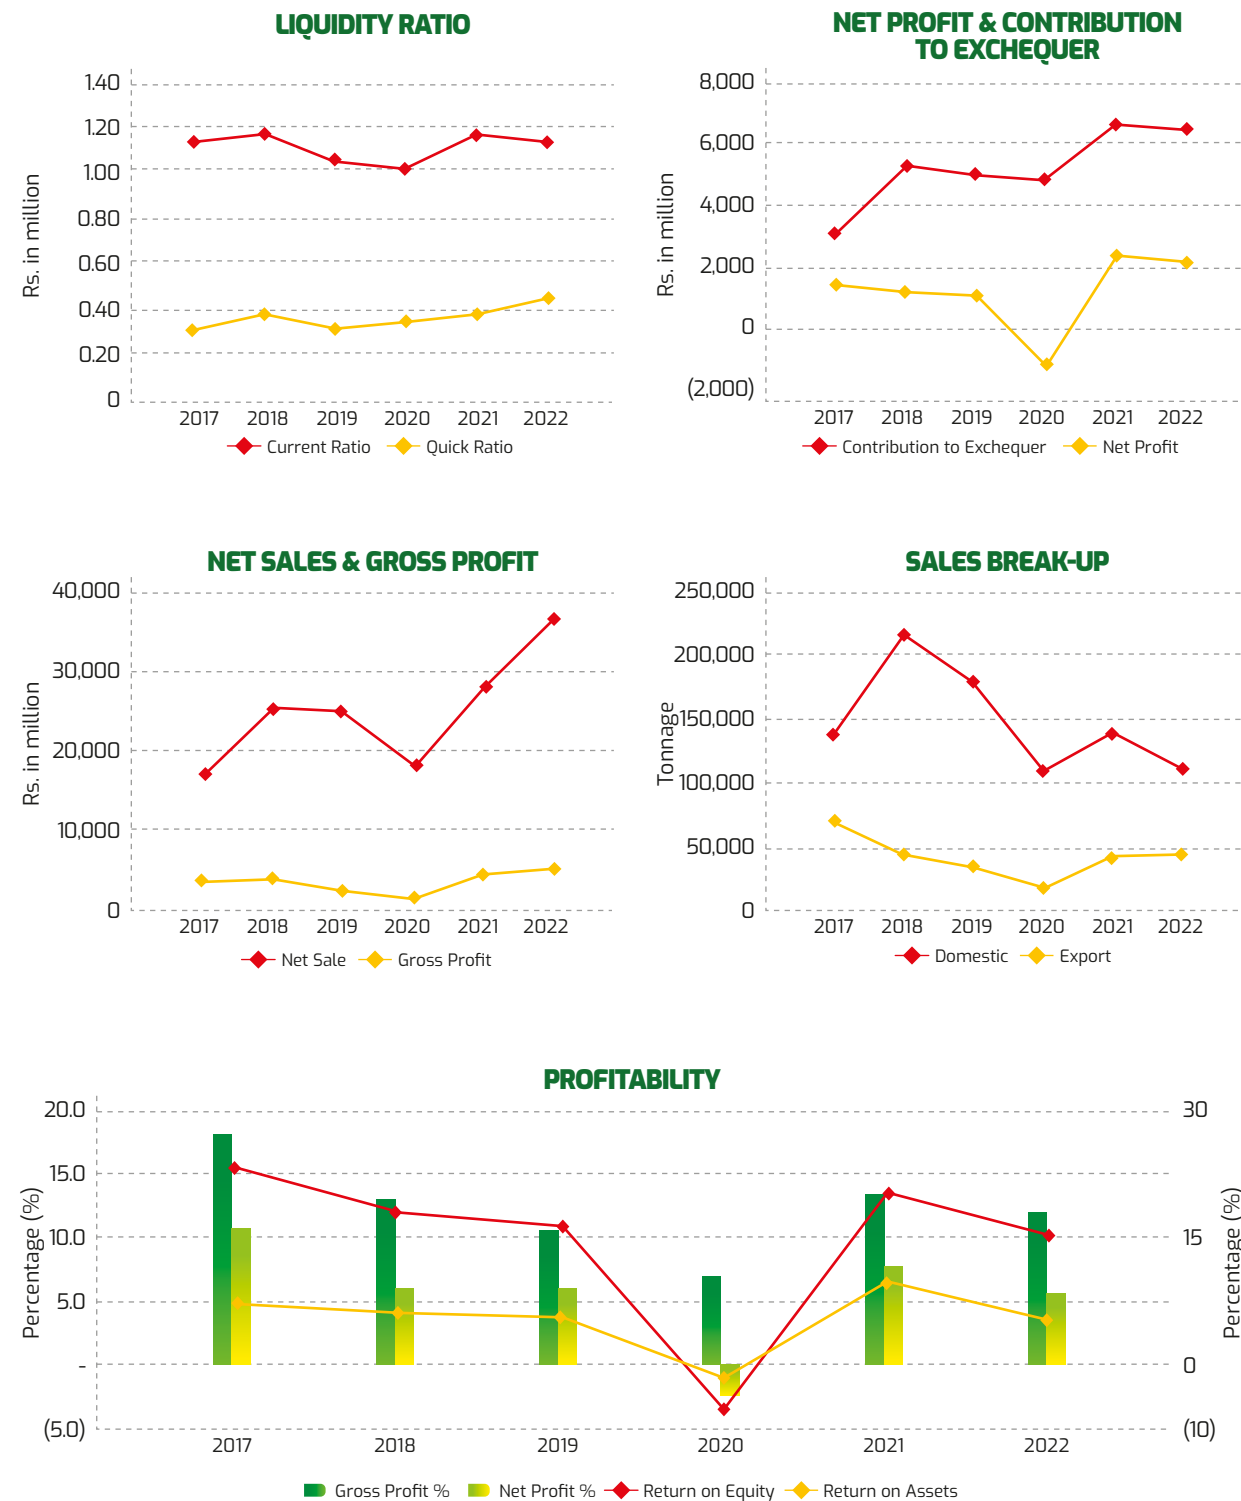 LIQUIDITY RATIO
Rs. in million
1.40
1.20
1.00
0.80
0.60
0.40
0.20
0
2017 2018 2019 2020 2021 2022
Current Ratio Quick Ratio
NET PROFIT & CONTRIBUTION
TO EXCHEQUER
Rs. in million
8,000
6,000
4,000
2,000
0
(2,000)
2017 2018 2019 2020 2021 2022
Contribution to Exchequer Net Profit
NET SALES & GROSS PROFIT
Rs. in million
40,000
30,000
20,000
10,000
0
2017 2018 2019 2020 2021 2022
Net Sale Gross Profit
SALES BREAK-UP
Tonnage
250,000
200,000
150,000
100,000
50,000
0
2017 2018 2019 2020 2021 2022
Domestic Export
PROFITABILITY
Percentage (%)
20.0
15.0
10.0
5.0
-
(5.0)
30
15
0
(10)
Percentage (%)
2017 2018 2019 2020 2021 2022
Gross Profit % Net Profit % Return on Equity Return on Assets